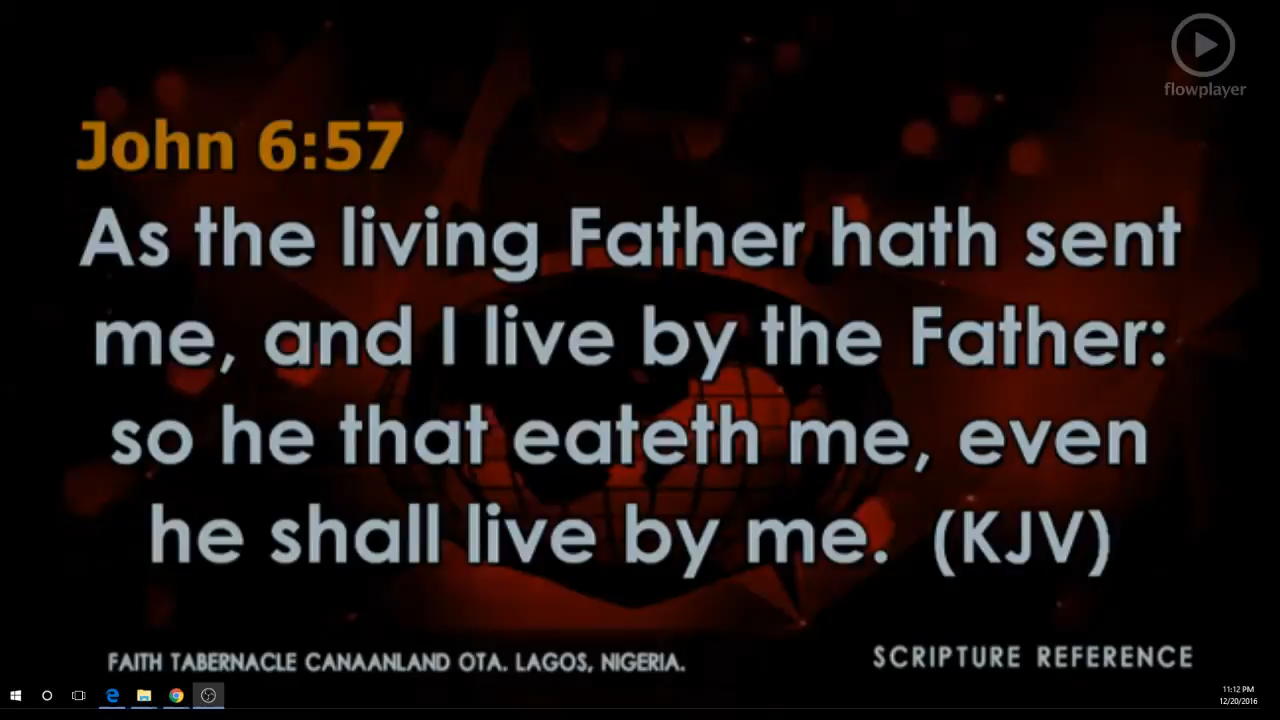 flowplayer
John 6:57
As the living Father hath sent
me, and I live by the Father:
so he that eateth me, even
he shall live by me. (KJV)
FAITH TABERNACLE CANAANLAND OTA. LAGOS, NIGERIA.
SCRIPTURE REFERENCE
11:12 PM
12/20/2016